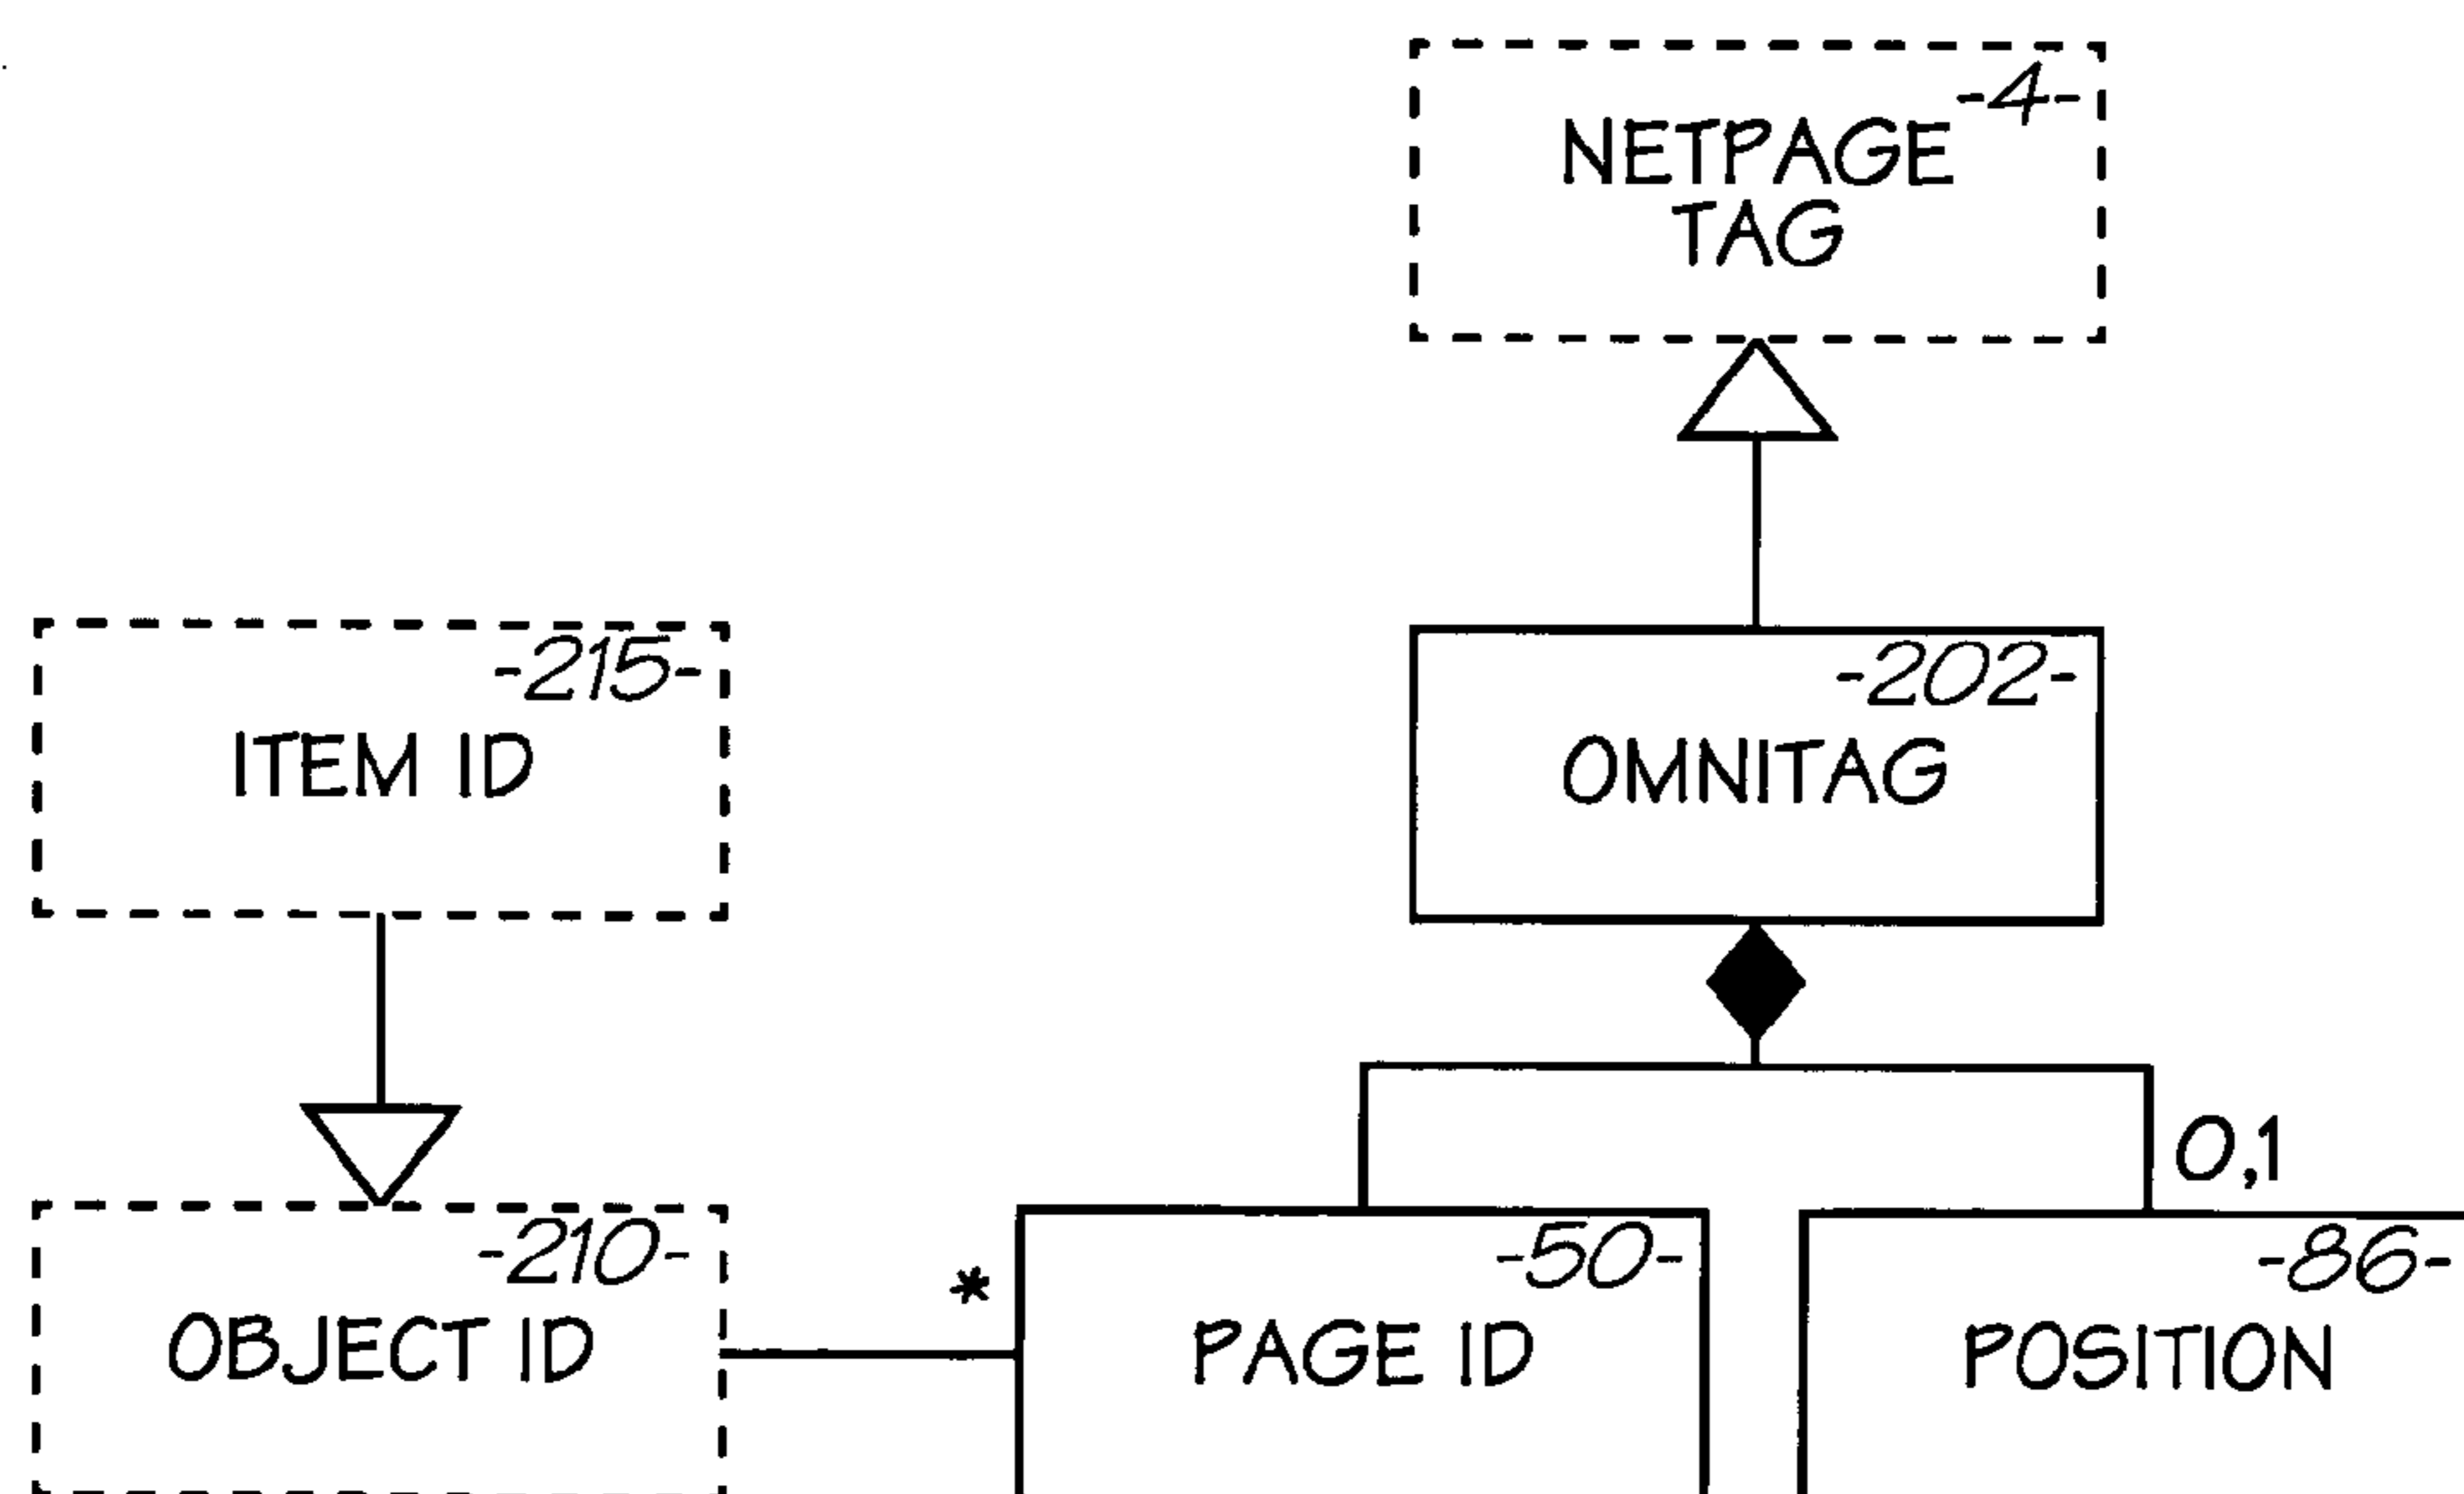 -4-
NETPAGE
TAG
-215-
ITEM ID
-202-
OMNITAG
0,1
-210-
OBJECT ID
*
-50-
PAGE ID
-86-
POSITION